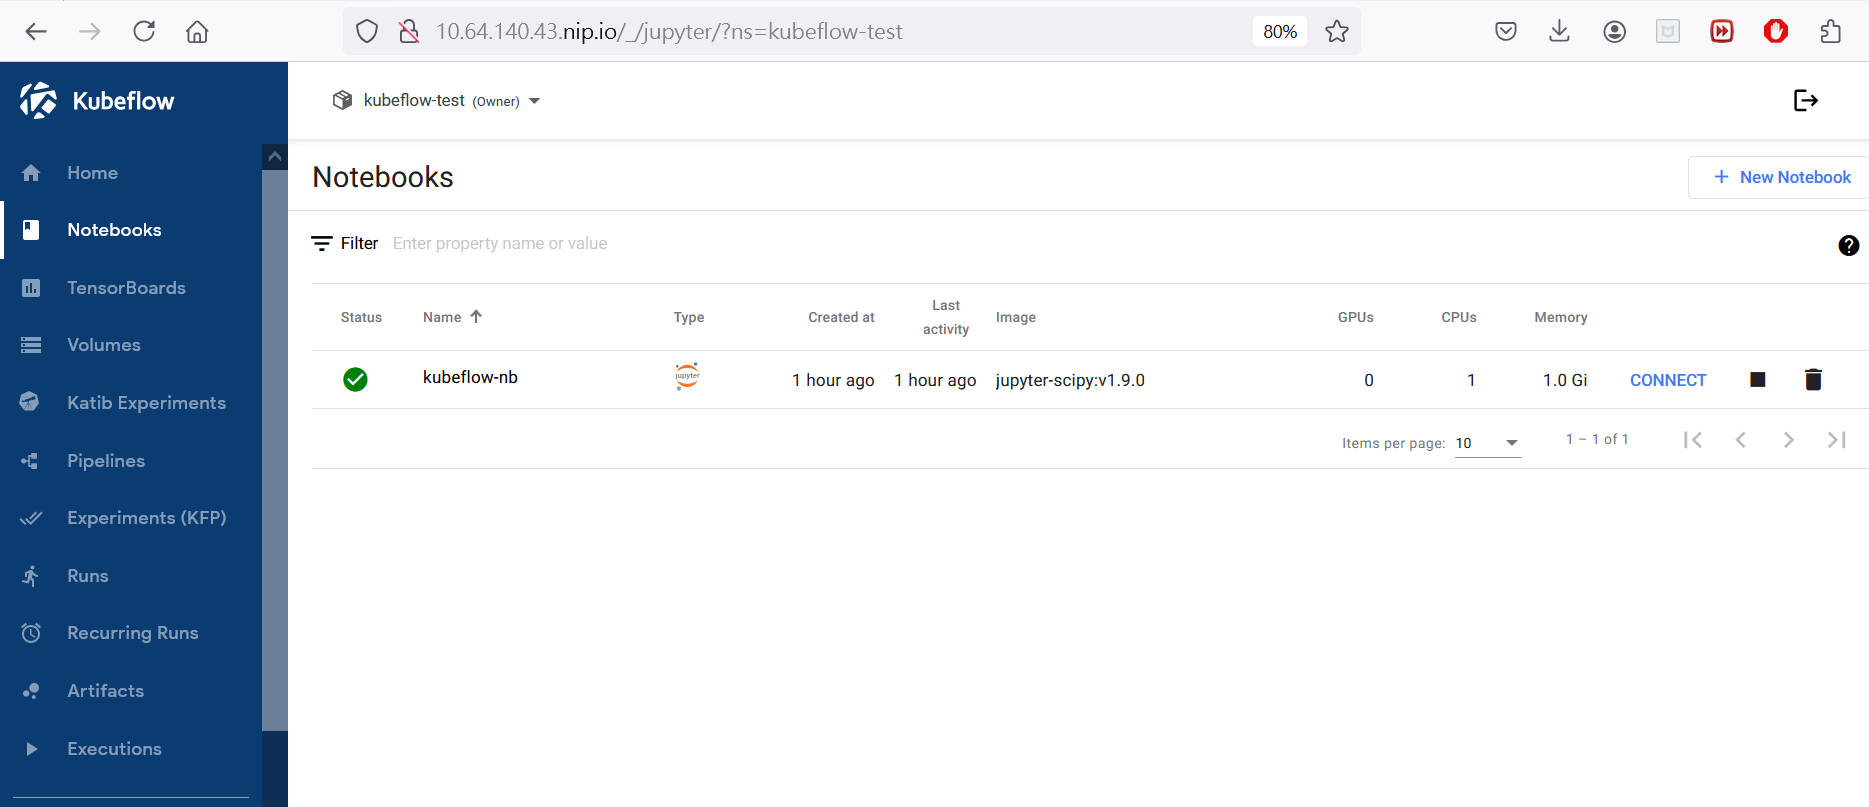 10.64.140.43.nip.io/_/jupyter/?ns=kubeflow-test
80%
Kubeflow
kubeflow-test (Owner)
Home
Notebooks
TensorBoards
Volumes
Katib Experiments
Pipelines
Experiments (KFP)
Runs
Recurring Runs
Artifacts
Executions
Notebooks
+ New Notebook
Filter Enter property name or value
?
Status Name Type Created at Last activity Image GPUs CPUs Memory
kubeflow-nb jupyter 1 hour ago 1 hour ago jupyter-scipy:v1.9.0 0 1 1.0 Gi CONNECT
Items per page: 10 1 – 1 of 1